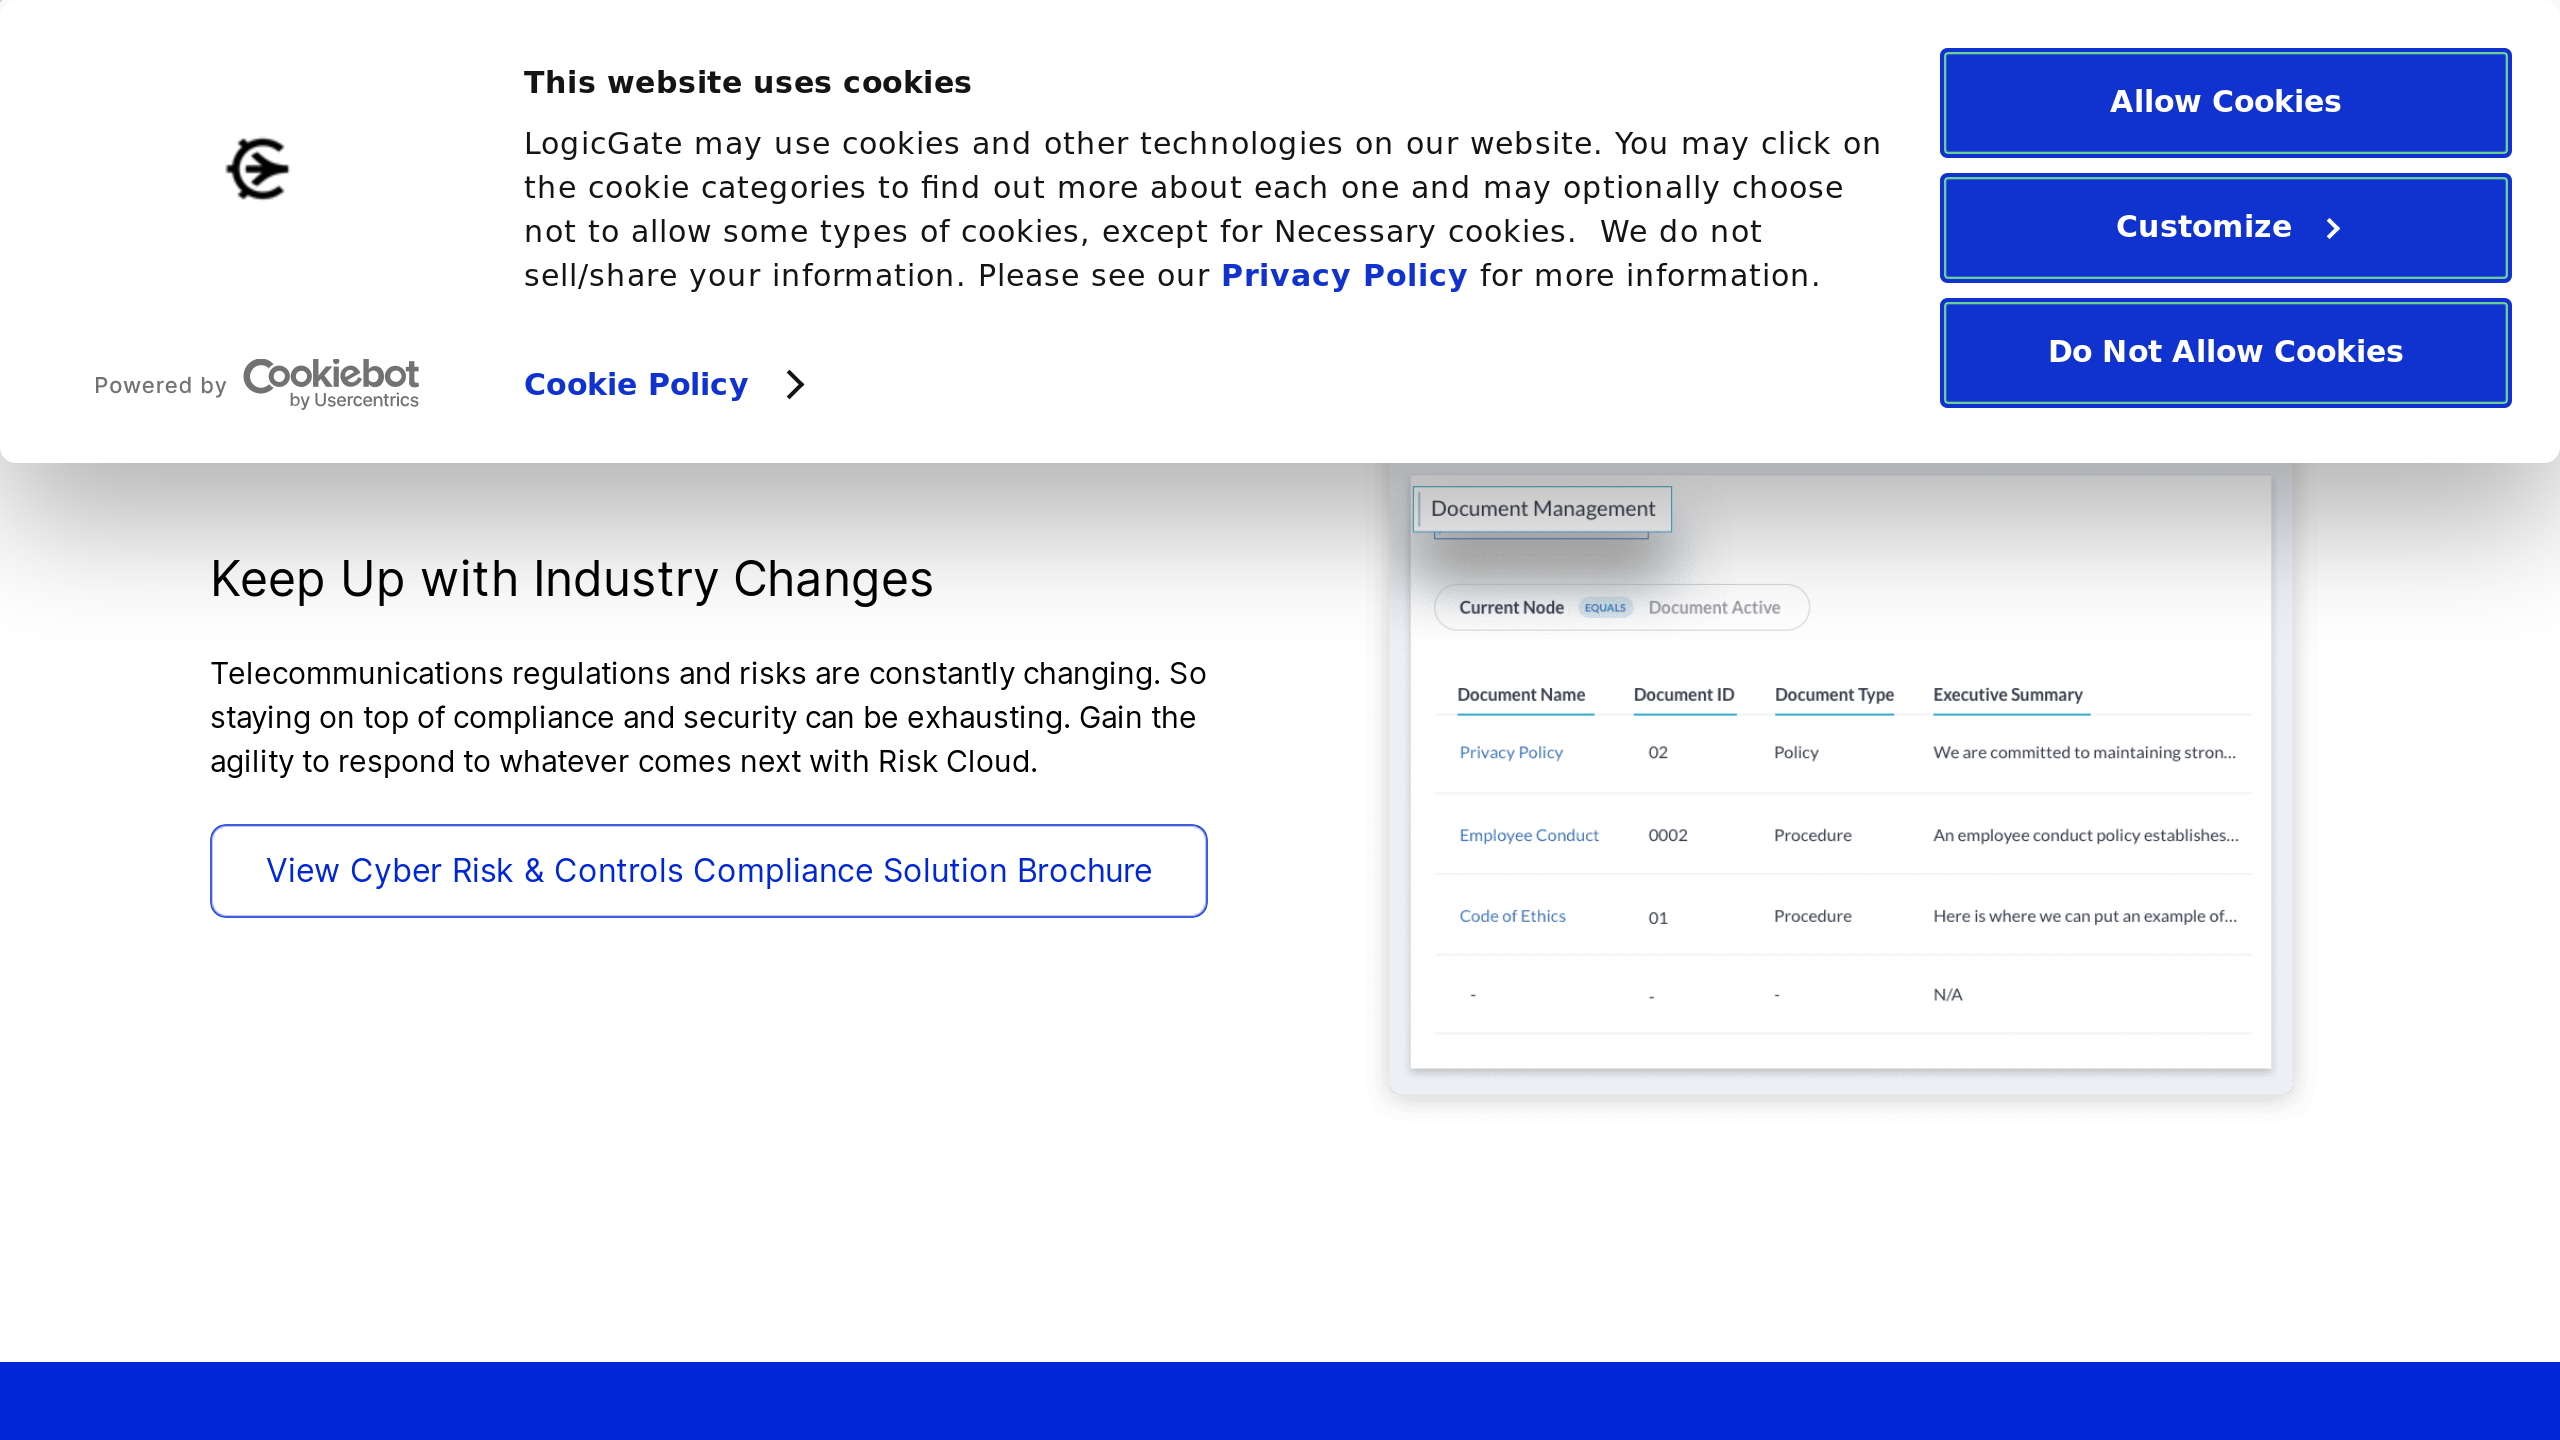 This website uses cookies
LogicGate may use cookies and other technologies on our website. You may click on
the cookie categories to find out more about each one and may optionally choose
not to allow some types of cookies, except for Necessary cookies.  We do not
sell/share your information. Please see our Privacy Policy for more information.
Powered by Cookiebot
by Usercentrics
Cookie Policy
Allow Cookies
Customize
Do Not Allow Cookies
Keep Up with Industry Changes
Telecommunications regulations and risks are constantly changing. So
staying on top of compliance and security can be exhausting. Gain the
agility to respond to whatever comes next with Risk Cloud.
View Cyber Risk & Controls Compliance Solution Brochure
Document Management
Current Node EQUALS Document Active
Document Name Document ID Document Type Executive Summary
Privacy Policy 02 Policy We are committed to maintaining stron...
Employee Conduct 0002 Procedure An employee conduct policy establishes...
Code of Ethics 01 Procedure Here is where we can put an example of...
- - - N/A